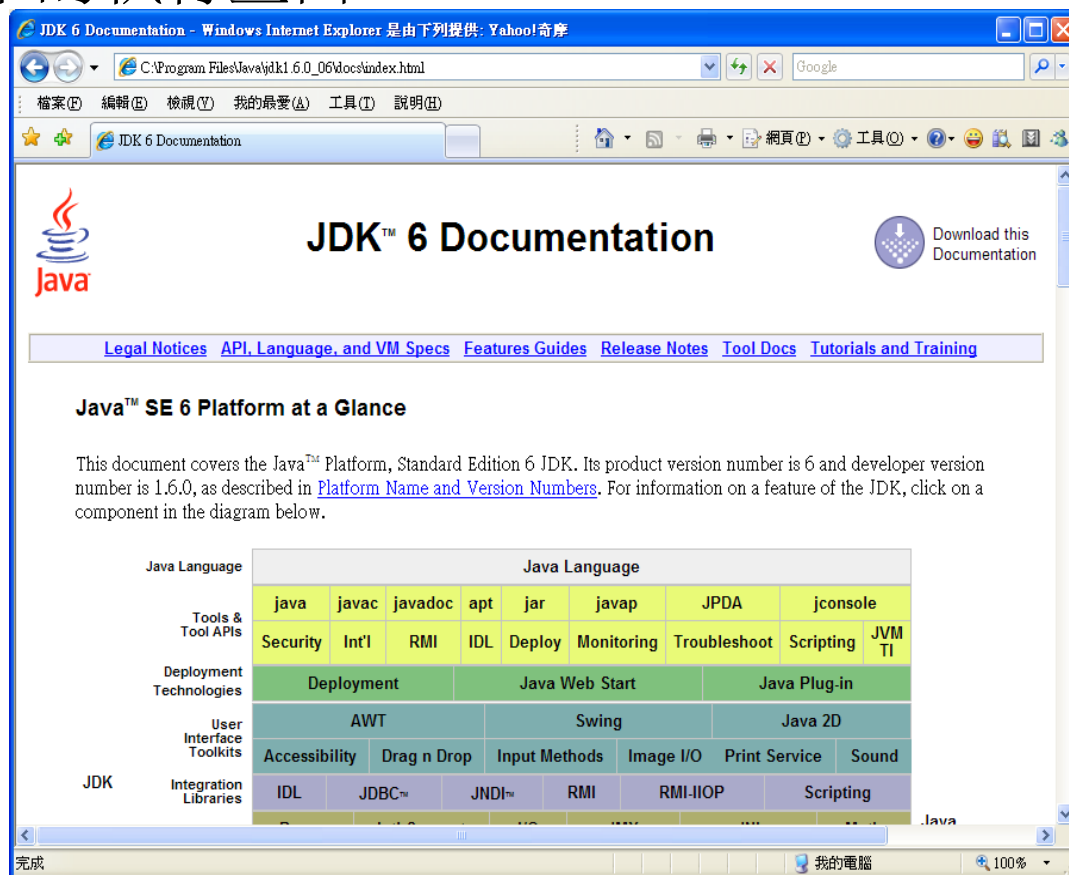 JDK 6 Documentation - Windows Internet Explorer 是由下列提供: Yahoo!奇摩
C:\Program Files\Java\jdk1.6.0_06\docs\index.html
Google
檔案(F) 編輯(E) 檢視(V) 我的最愛(A) 工具(T) 說明(H)
JDK 6 Documentation
網頁(P) 工具(O)
Java
JDK™ 6 Documentation
Download this
Documentation
Legal Notices API, Language, and VM Specs Features Guides Release Notes Tool Docs Tutorials and Training
Java™ SE 6 Platform at a Glance
This document covers the Java™ Platform, Standard Edition 6 JDK. Its product version number is 6 and developer version
number is 1.6.0, as described in Platform Name and Version Numbers. For information on a feature of the JDK, click on a
component in the diagram below.
Java Language Java Language
Tools &
Tool APIs
java javac javadoc apt jar javap JPDA jconsole
Security Int'l RMI IDL Deploy Monitoring Troubleshoot Scripting JVM
TI
Deployment
Technologies
Deployment Java Web Start Java Plug-in
User
Interface
Toolkits
AWT Swing Java 2D
Accessibility Drag n Drop Input Methods Image I/O Print Service Sound
JDK
Integration
Libraries
IDL JDBC™ JNDI™ RMI RMI-IIOP Scripting
Java
完成 我的電腦 100%